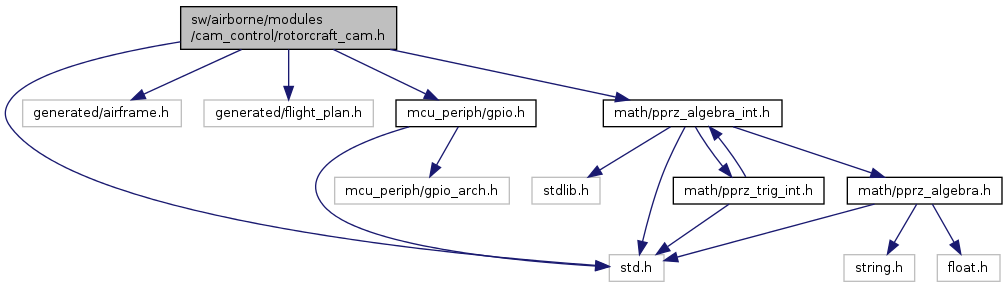 sw/airborne/modules
/cam_control/rotorcraft_cam.h
generated/airframe.h
generated/flight_plan.h
mcu_periph/gpio.h
math/pprz_algebra_int.h
mcu_periph/gpio_arch.h
stdlib.h
math/pprz_trig_int.h
math/pprz_algebra.h
std.h
string.h
float.h